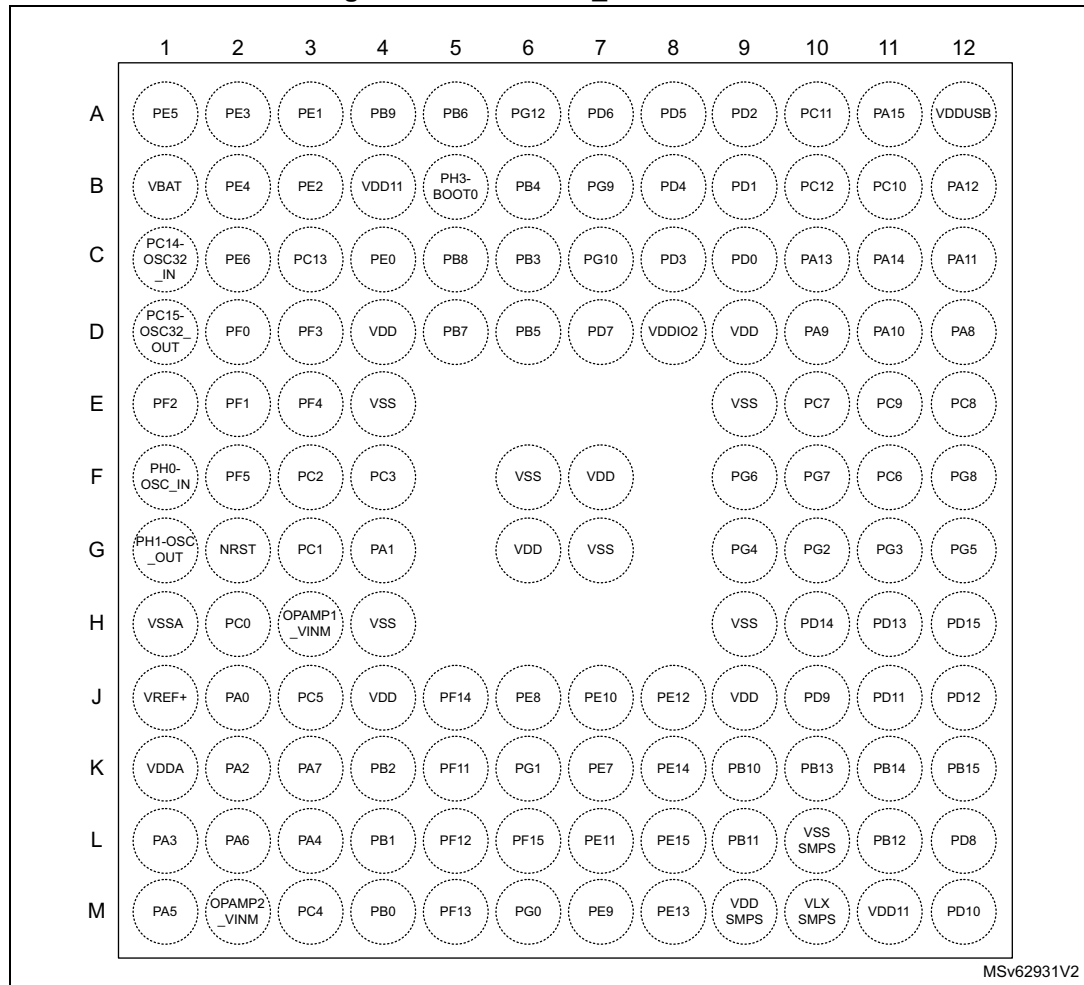 1 2 3 4 5 6 7 8 9 10 11 12
A PE5 PE3 PE1 PB9 PB6 PG12 PD6 PD5 PD2 PC11 PA15 VDDUSB
B VBAT PE4 PE2 VDD11 PH3-BOOT0 PB4 PG9 PD4 PD1 PC12 PC10 PA12
C PC14-OSC32_IN PE6 PC13 PE0 PB8 PB3 PG10 PD3 PD0 PA13 PA14 PA11
D PC15-OSC32_OUT PF0 PF3 VDD PB7 PB5 PD7 VDDIO2 VDD PA9 PA10 PA8
E PF2 PF1 PF4 VSS VSS PC7 PC9 PC8
F PH0-OSC_IN PF5 PC2 PC3 VSS VDD PG6 PG7 PC6 PG8
G PH1-OSC_OUT NRST PC1 PA1 VDD VSS PG4 PG2 PG3 PG5
H VSSA PC0 OPAMP1_VINM VSS VSS PD14 PD13 PD15
J VREF+ PA0 PC5 VDD PF14 PE8 PE10 PE12 VDD PD9 PD11 PD12
K VDDA PA2 PA7 PB2 PF11 PG1 PE7 PE14 PB10 PB13 PB14 PB15
L PA3 PA6 PA4 PB1 PF12 PF15 PE11 PE15 PB11 VSS SMPS PB12 PD8
M PA5 OPAMP2_VINM PC4 PB0 PF13 PG0 PE9 PE13 VDD SMPS VLX SMPS VDD11 PD10
MSv62931V2